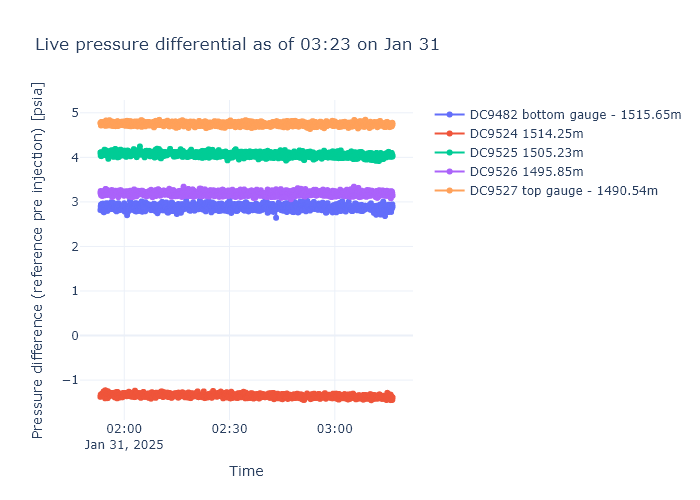 Live pressure differential as of 03:23 on Jan 31
Pressure difference (reference pre injection) [psia]
5
4
3
2
1
0
−1
02:00
Jan 31, 2025
02:30
03:00
Time
DC9482 bottom gauge - 1515.65m
DC9524 1514.25m
DC9525 1505.23m
DC9526 1495.85m
DC9527 top gauge - 1490.54m